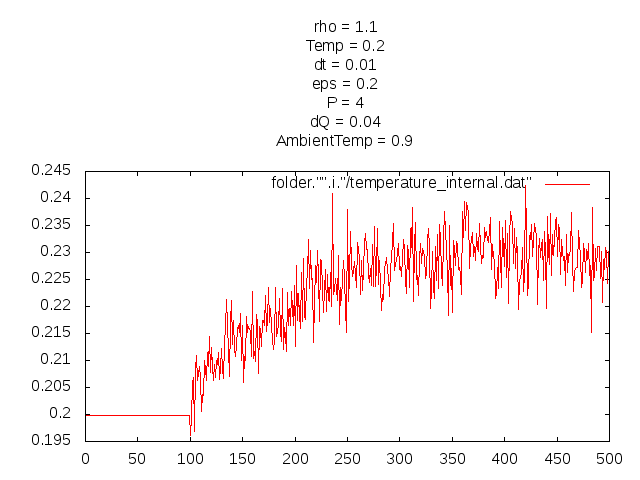 rho = 1.1
Temp = 0.2
dt = 0.01
eps = 0.2
P = 4
dQ = 0.04
AmbientTemp = 0.9
0.245
folder."".i."/temperature_internal.dat"
0.24
0.235
0.23
0.225
0.22
0.215
0.21
0.205
0.2
0.195
0 50 100 150 200 250 300 350 400 450 500